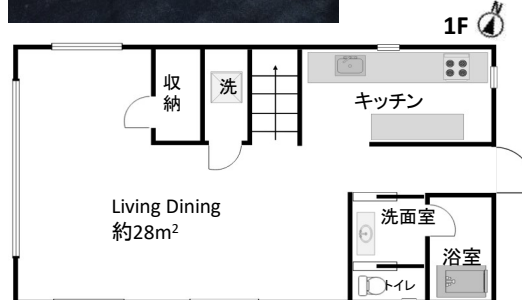 1F
N
収
納
洗
キッチン
Living Dining
約28m²
洗面室
浴室
トイレ